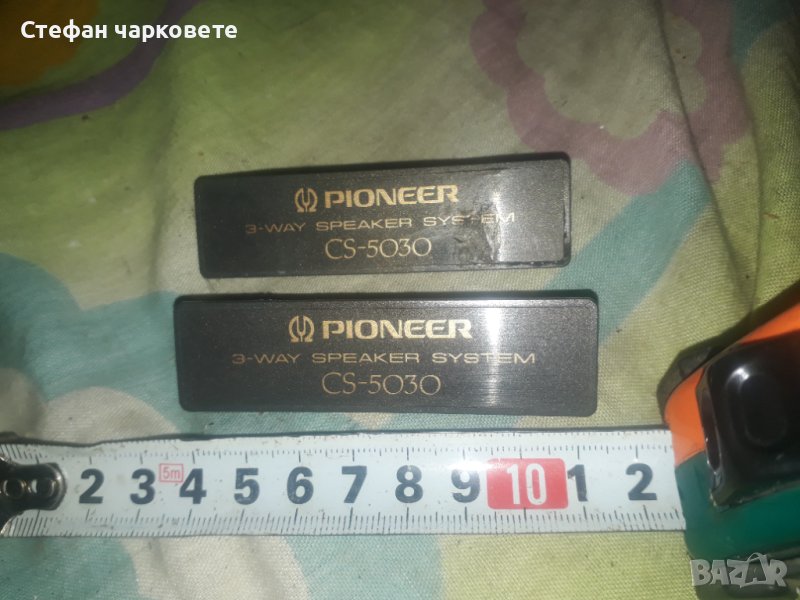 Стефан чарковете
PIONEER
3-WAY SPEAKER SYSTEM
CS-5030
PIONEER
3-WAY SPEAKER SYSTEM
CS-5030
2 3 5m 4 5 6 7 8 9 10 1 2
BAZAR